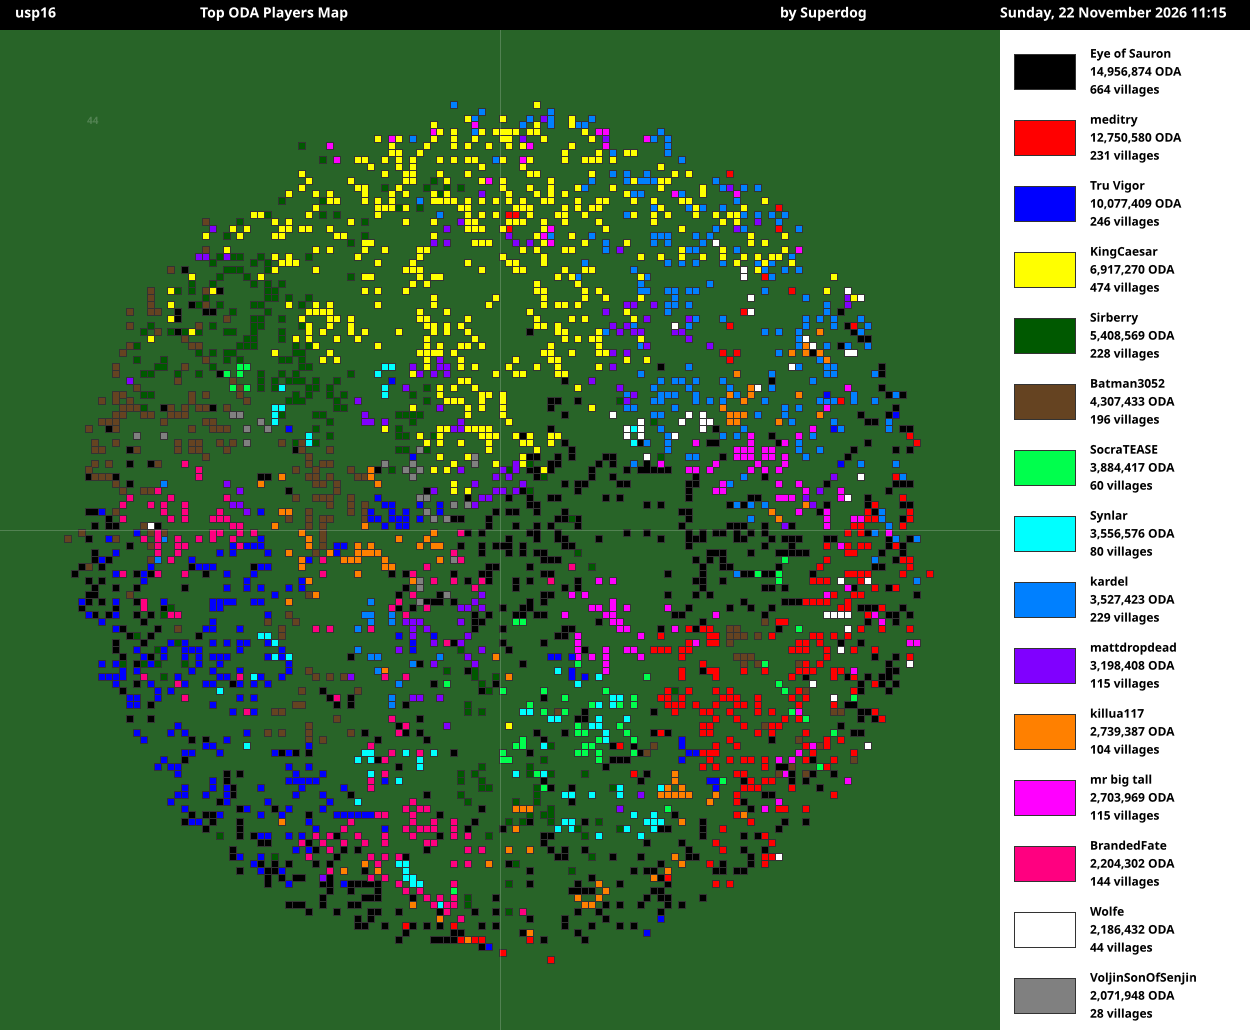 usp16
Top ODA Players Map
by Superdog
Sunday, 22 November 2026 11:15
44
Eye of Sauron
14,956,874 ODA
664 villages
meditry
12,750,580 ODA
231 villages
Tru Vigor
10,077,409 ODA
246 villages
KingCaesar
6,917,270 ODA
474 villages
Sirberry
5,408,569 ODA
228 villages
Batman3052
4,307,433 ODA
196 villages
SocraTEASE
3,884,417 ODA
60 villages
Synlar
3,556,576 ODA
80 villages
kardel
3,527,423 ODA
229 villages
mattdropdead
3,198,408 ODA
115 villages
killua117
2,739,387 ODA
104 villages
mr big tall
2,703,969 ODA
115 villages
BrandedFate
2,204,302 ODA
144 villages
Wolfe
2,186,432 ODA
44 villages
VoljinSonOfSenjin
2,071,948 ODA
28 villages